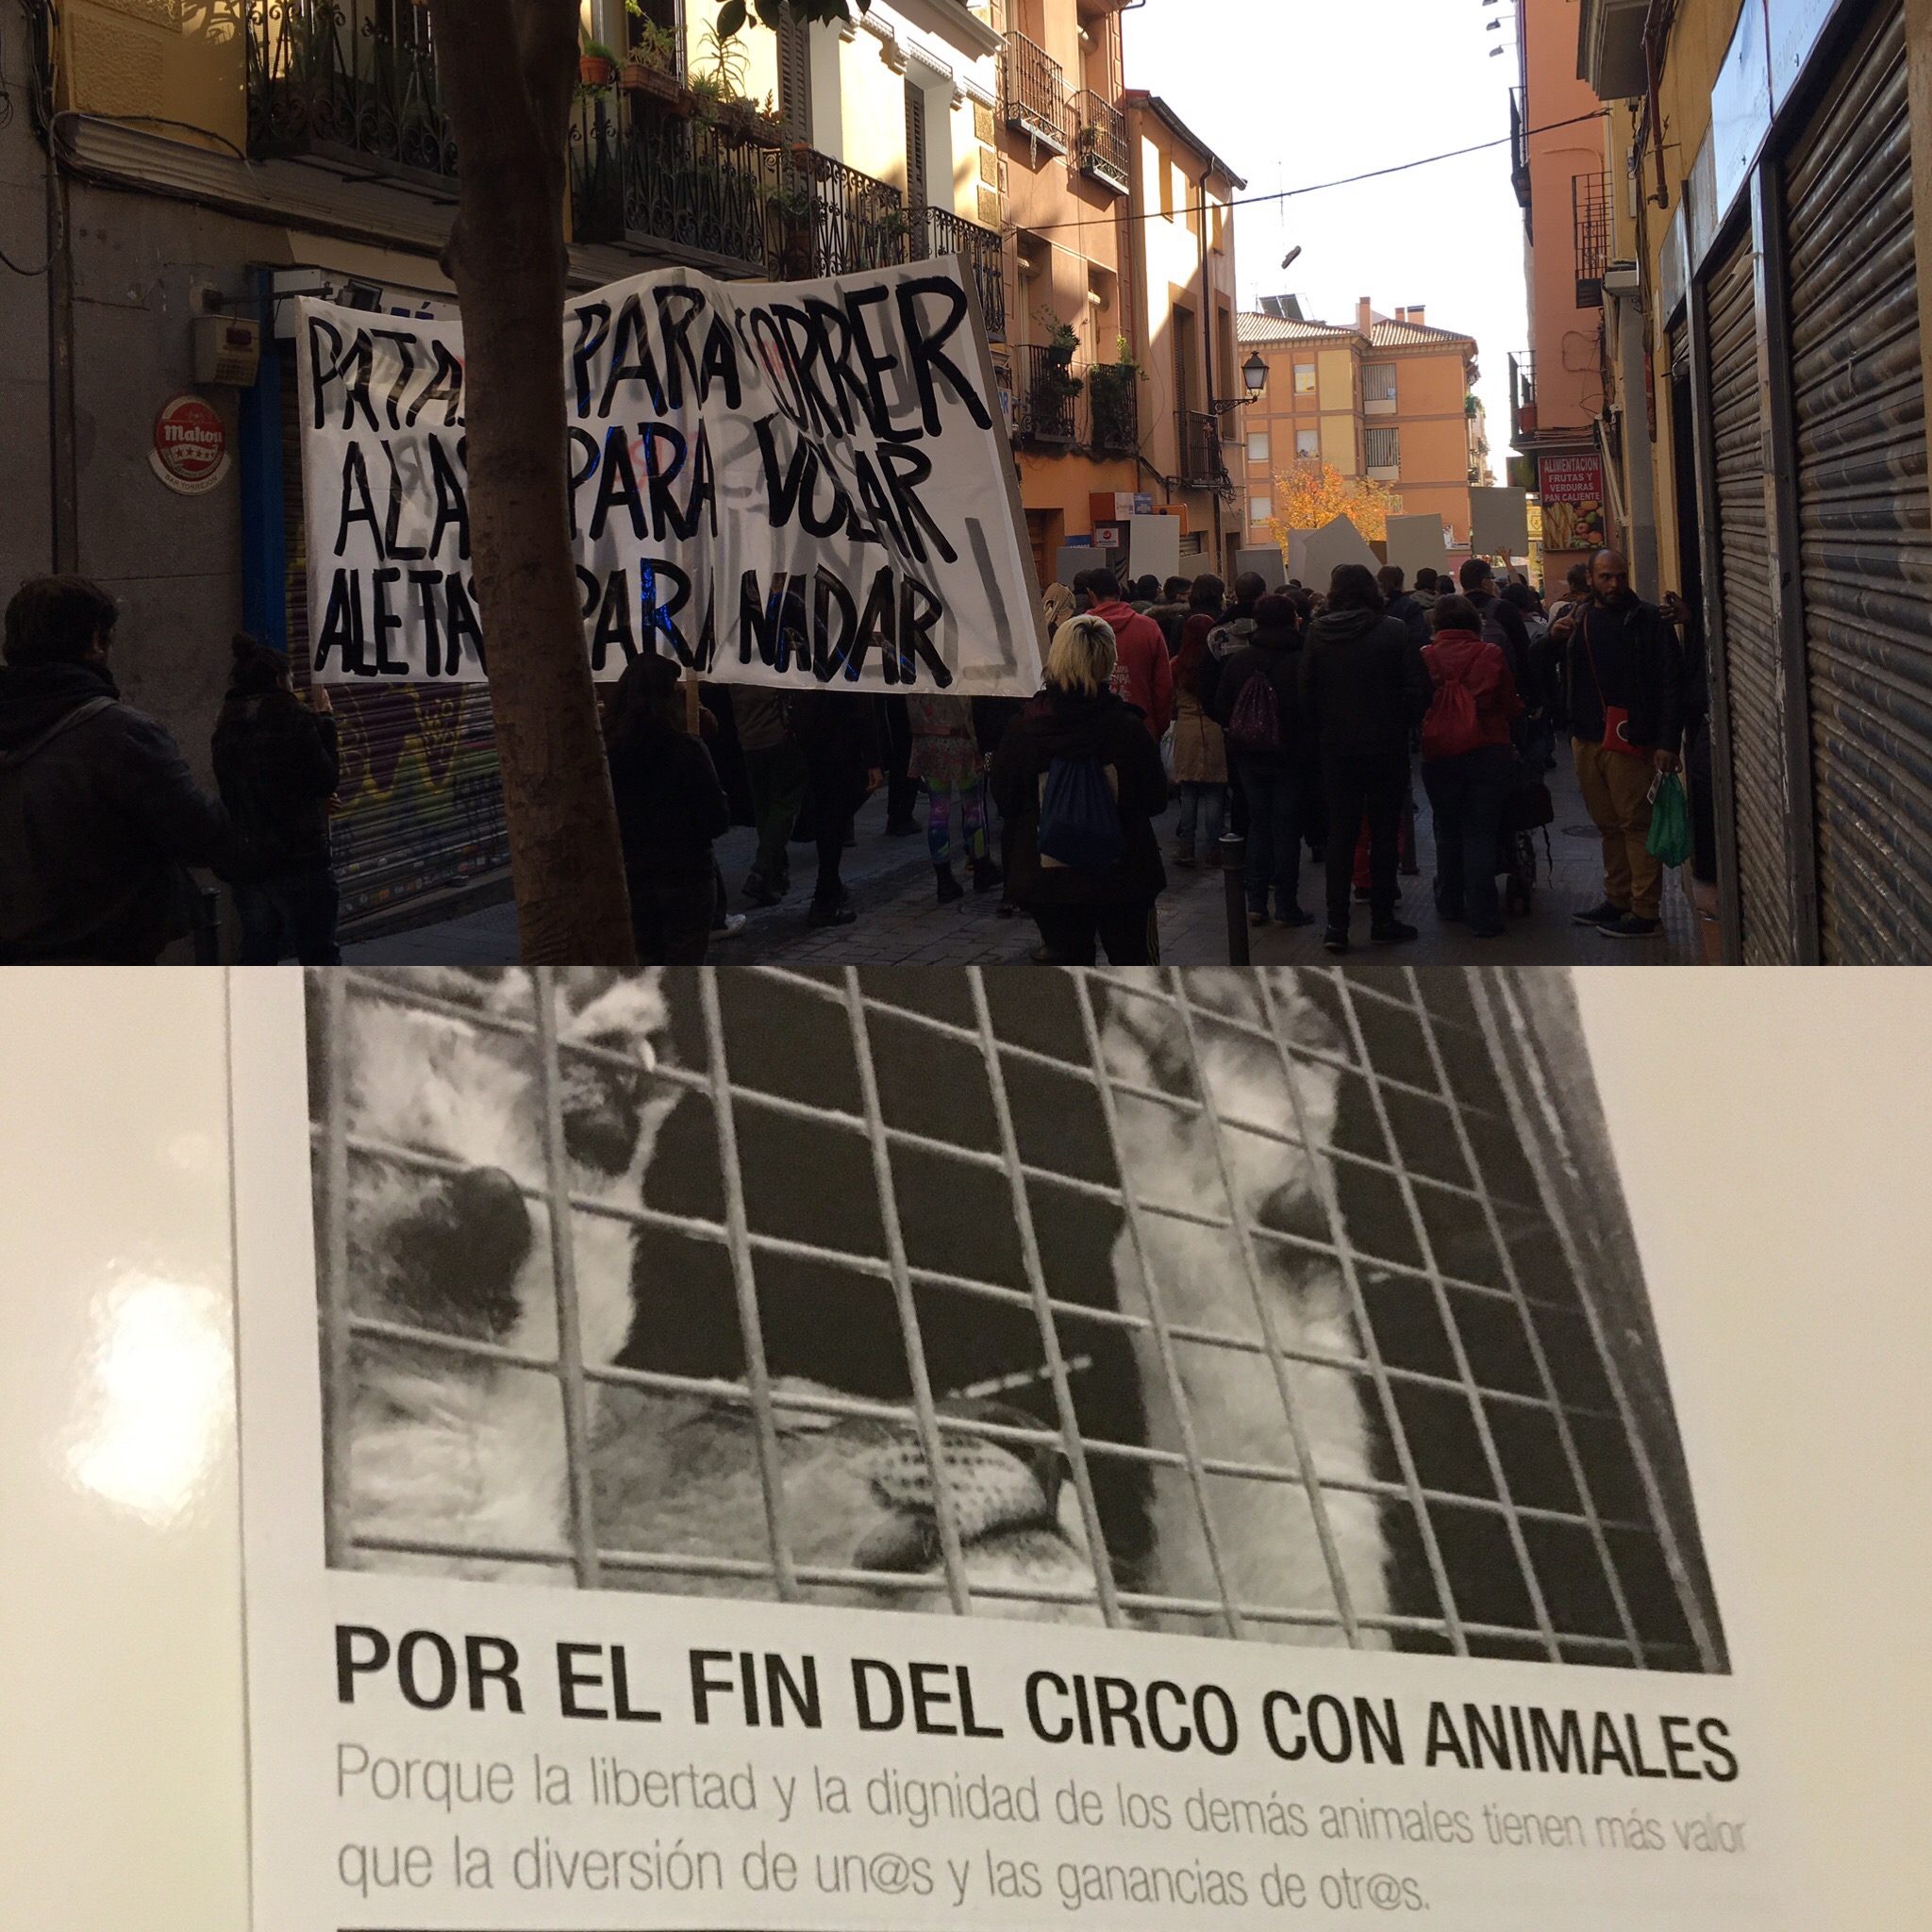 PATAS PARA CORRER
ALAS PARA VOLAR
ALETAS PARA NADAR
Mahou
BAR TORREJON
ALIMENTACION
FRUTAS Y
VERDURAS
PAN CALIENTE
POR EL FIN DEL CIRCO CON ANIMALES
Porque la libertad y la dignidad de los demás animales tienen más valor
que la diversión de un@s y las ganancias de otr@s.